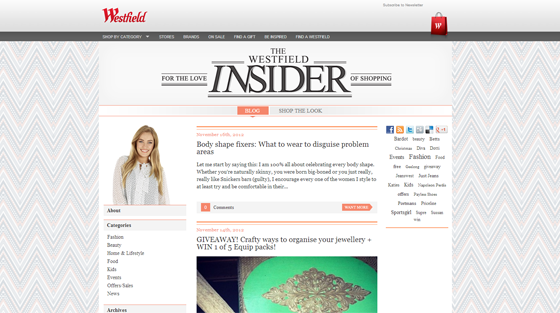 Subscribe to Newsletter
Westfield
SHOP BY CATEGORY STORES BRANDS ON SALE FIND A GIFT BE INSPIRED FIND A WESTFIELD
THE
WESTFIELD
FOR THE LOVE INSIDER OF SHOPPING
BLOG SHOP THE LOOK
About
Categories
Fashion
Beauty
Home & Lifestyle
Food
Kids
Events
Offers/Sales
News
Archives
November 16th, 2012
Body shape fixers: What to wear to disguise problem
areas
Let me start by saying this: I am 100% all about celebrating every body shape.
Whether you're naturally skinny, you were born big-boned or you just really,
really like Snickers bars (guilty), I encourage every one of the women I style to
at least try and be comfortable in their...
0 Comments WANT MORE
November 14th, 2012
GIVEAWAY! Crafty ways to organise your jewellery +
WIN 1 of 5 Equip packs!
Bardot beauty Betts
Christmas Diva Dotti
Events Fashion Food
free Geelong giveaway
Jeanswest Just Jeans
Katies Kids Napoleon Perdis
offers Payless Shoes
Portmans Priceline
Sportsgirl Supre Sussan
win